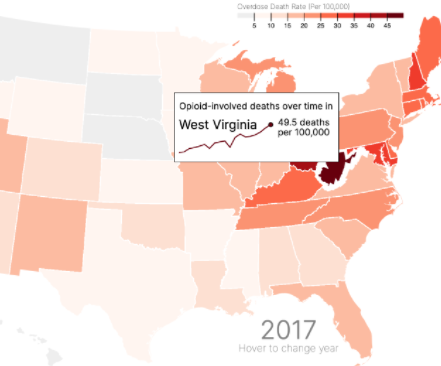 Overdose Death Rate (Per 100,000)
5 10 15 20 25 30 35 40 45
Opioid-involved deaths over time in
West Virginia
49.5 deaths
per 100,000
2017
Hover to change year